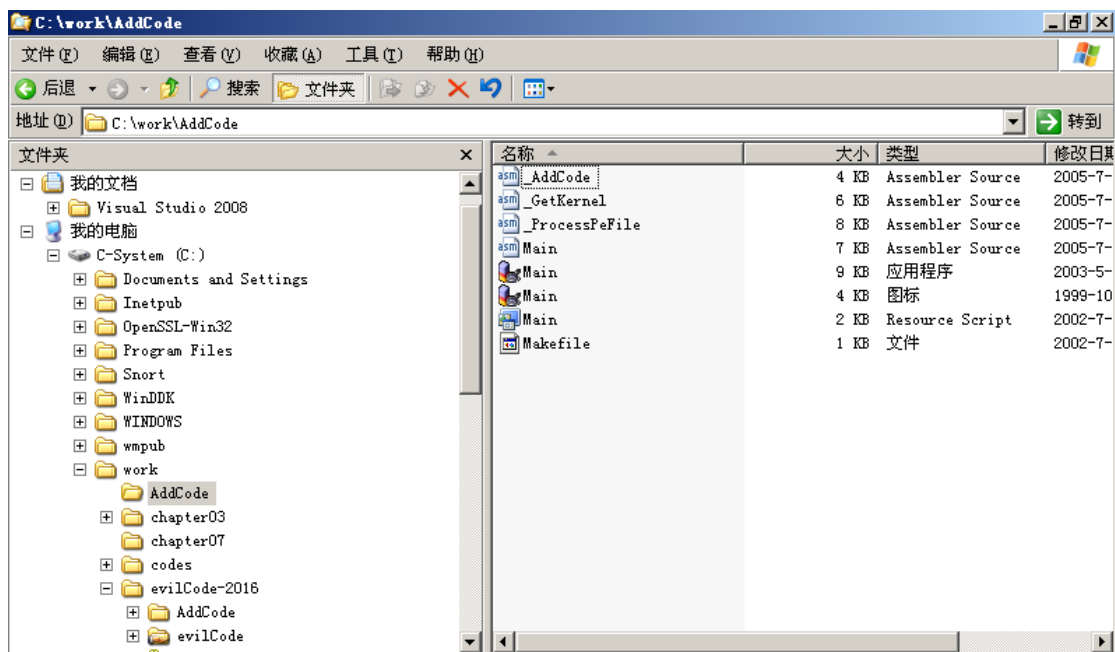 C:\work\AddCode
文件(F) 编辑(E) 查看(V) 收藏(A) 工具(T) 帮助(H)
后退 搜索 文件夹
地址(D) C:\work\AddCode 转到
文件夹
我的文档
Visual Studio 2008
我的电脑
C-System (C:)
Documents and Settings
Inetpub
OpenSSL-Win32
Program Files
Snort
WinDDK
WINDOWS
wmpub
work
AddCode
chapter03
chapter07
codes
evilCode-2016
AddCode
evilCode
名称 大小 类型 修改日期
asm _AddCode 4 KB Assembler Source 2005-7-
asm _GetKernel 6 KB Assembler Source 2005-7-
asm _ProcessPeFile 8 KB Assembler Source 2005-7-
asm Main 7 KB Assembler Source 2005-7-
Main 9 KB 应用程序 2003-5-
Main 4 KB 图标 1999-10
Main 2 KB Resource Script 2002-7-
Makefile 1 KB 文件 2002-7-